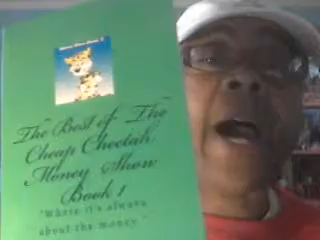 The Best of The
Cheap Cheetah
Money Show
Book 1
"Where it's always
about the money."